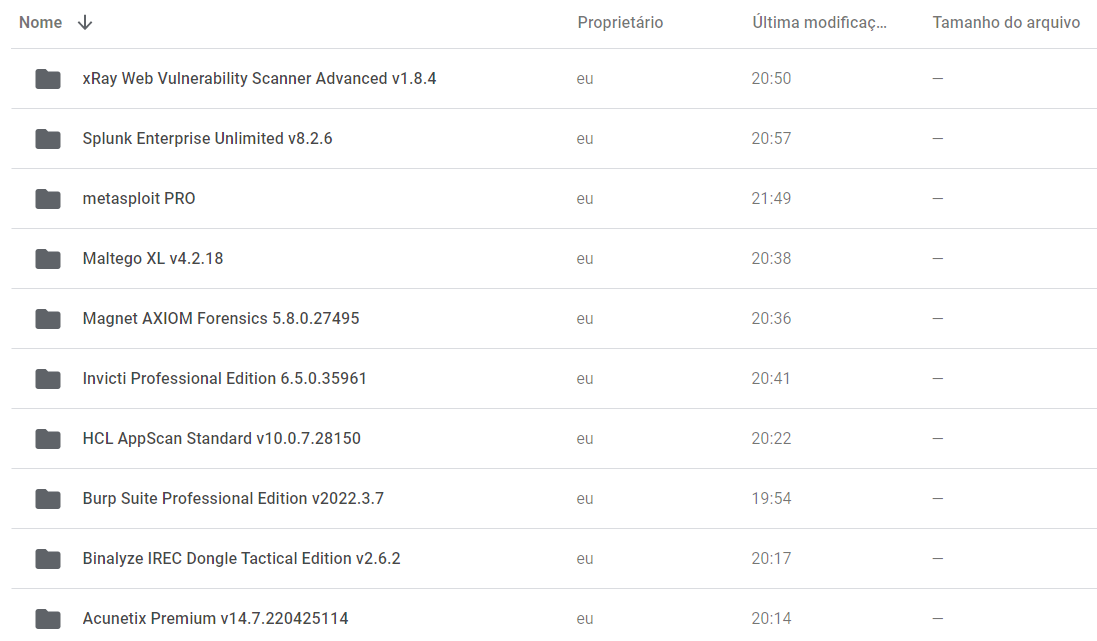 Nome Proprietário Última modificaç... Tamanho do arquivo
xRay Web Vulnerability Scanner Advanced v1.8.4 eu 20:50 —
Splunk Enterprise Unlimited v8.2.6 eu 20:57 —
metasploit PRO eu 21:49 —
Maltego XL v4.2.18 eu 20:38 —
Magnet AXIOM Forensics 5.8.0.27495 eu 20:36 —
Invicti Professional Edition 6.5.0.35961 eu 20:41 —
HCL AppScan Standard v10.0.7.28150 eu 20:22 —
Burp Suite Professional Edition v2022.3.7 eu 19:54 —
Binalyze IREC Dongle Tactical Edition v2.6.2 eu 20:17 —
Acunetix Premium v14.7.220425114 eu 20:14 —